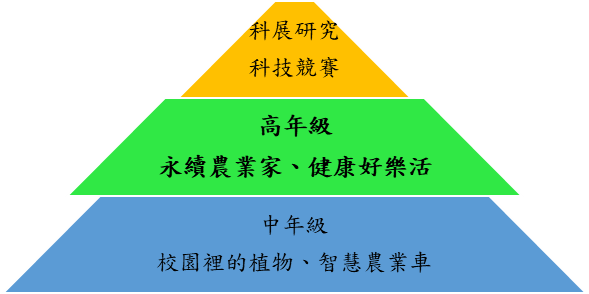 科展研究
科技競賽
高年級
永續農業家、健康好樂活
中年級
校園裡的植物、智慧農業車